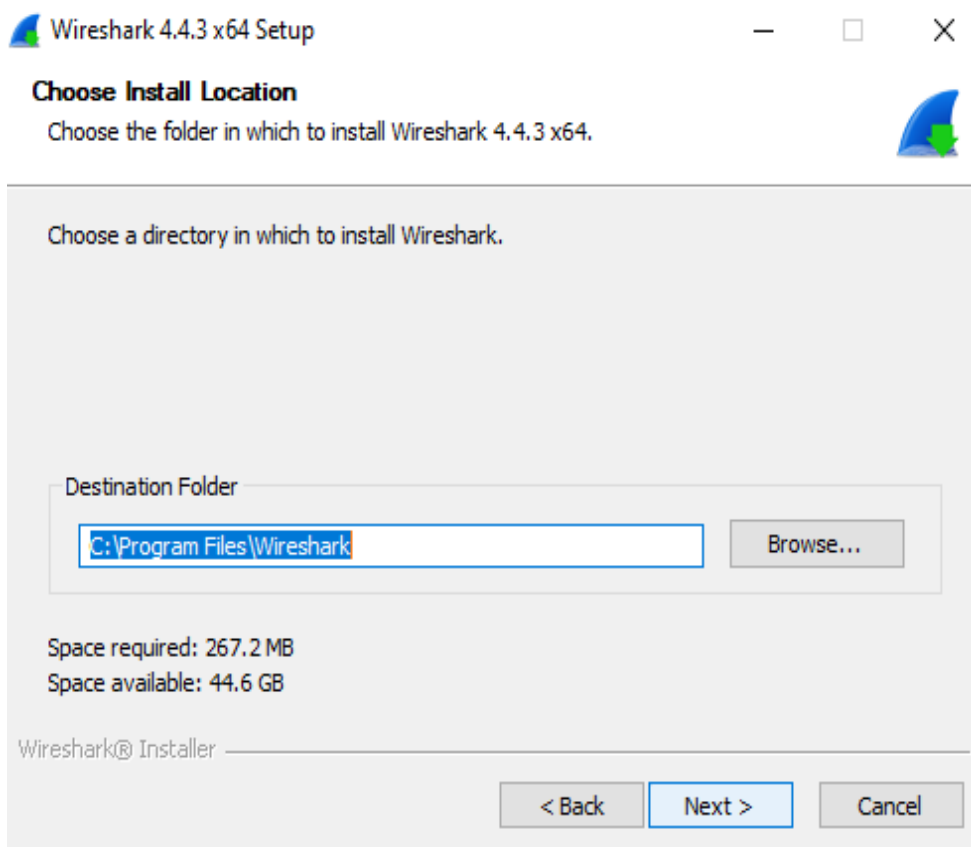 Wireshark 4.4.3 x64 Setup
Choose Install Location
Choose the folder in which to install Wireshark 4.4.3 x64.
Choose a directory in which to install Wireshark.
Destination Folder
C:\Program Files\Wireshark
Browse...
Space required: 267.2 MB
Space available: 44.6 GB
Wireshark® Installer
< Back Next > Cancel